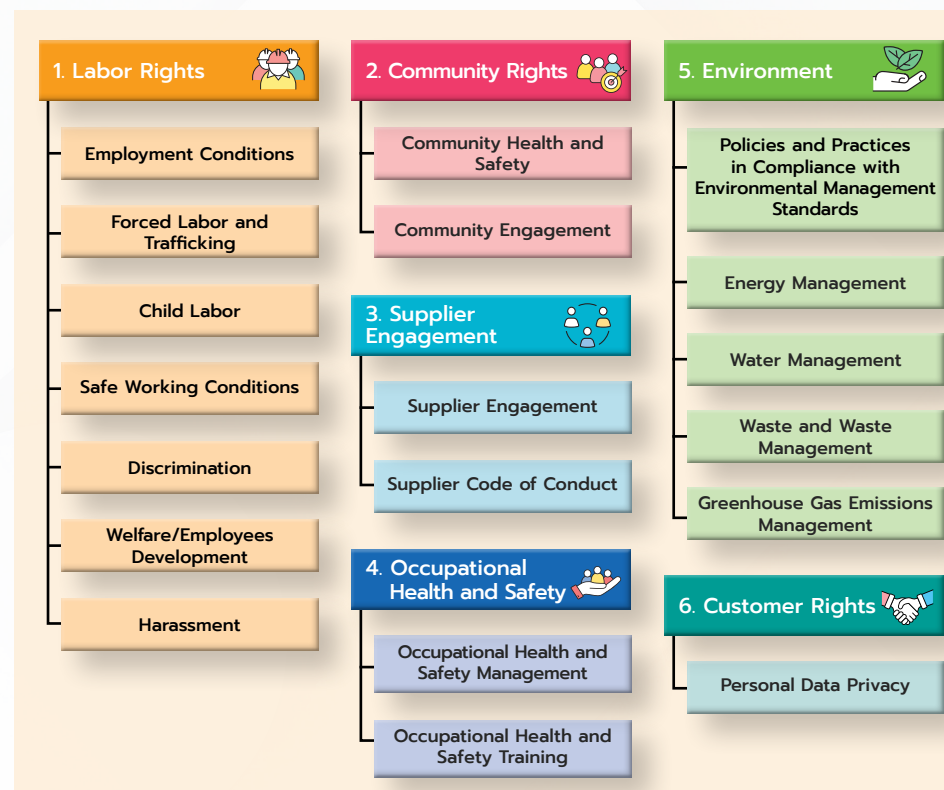 1. Labor Rights
Employment Conditions
Forced Labor and
Trafficking
Child Labor
Safe Working Conditions
Discrimination
Welfare/Employees
Development
Harassment
2. Community Rights
Community Health and
Safety
Community Engagement
3. Supplier
Engagement
Supplier Engagement
Supplier Code of Conduct
4. Occupational
Health and Safety
Occupational Health and
Safety Management
Occupational Health and
Safety Training
5. Environment
Policies and Practices
in Compliance with
Environmental Management
Standards
Energy Management
Water Management
Waste and Waste
Management
Greenhouse Gas Emissions
Management
6. Customer Rights
Personal Data Privacy